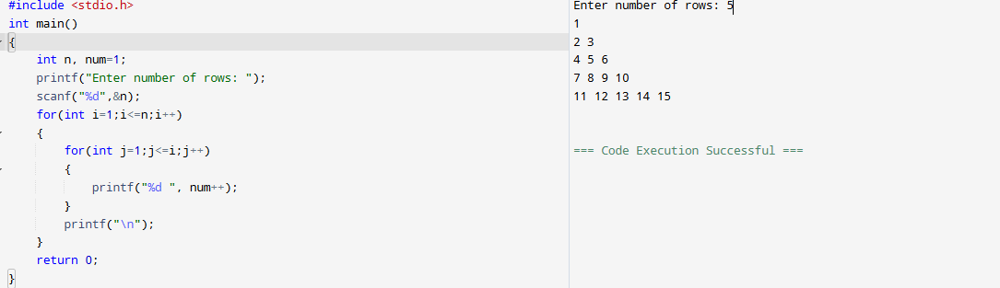 #include <stdio.h>
int main()
{
    int n, num=1;
    printf("Enter number of rows: ");
    scanf("%d",&n);
    for(int i=1;i<=n;i++)
    {
        for(int j=1;j<=i;j++)
        {
            printf("%d ", num++);
        }
        printf("\n");
    }
    return 0;
}
Enter number of rows: 5
1
2 3
4 5 6
7 8 9 10
11 12 13 14 15
=== Code Execution Successful ===